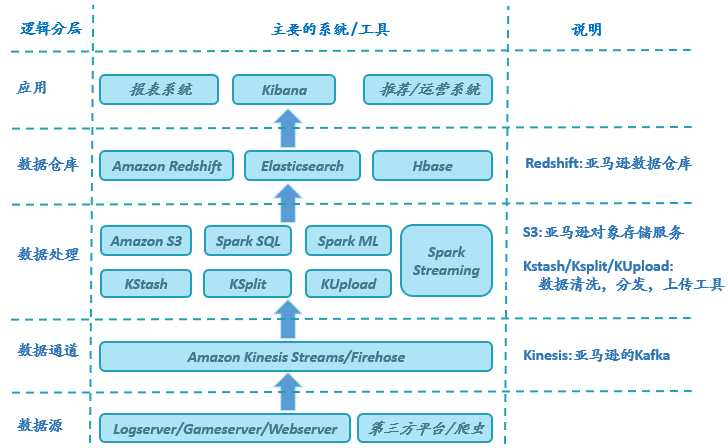 逻辑分层 主要的系统/工具 说明
应用 报表系统 Kibana 推荐/运营系统
数据仓库 Amazon Redshift Elasticsearch Hbase Redshift:亚马逊数据仓库
Amazon S3 Spark SQL Spark ML S3:亚马逊对象存储服务
数据处理 Spark
Streaming Kstash/Ksplit/KUpload:
KStash KSplit KUpload 数据清洗，分发，上传工具
数据通道 Amazon Kinesis Streams/Firehose Kinesis:亚马逊的Kafka
数据源 Logserver/Gameserver/Webserver 第三方平台/爬虫